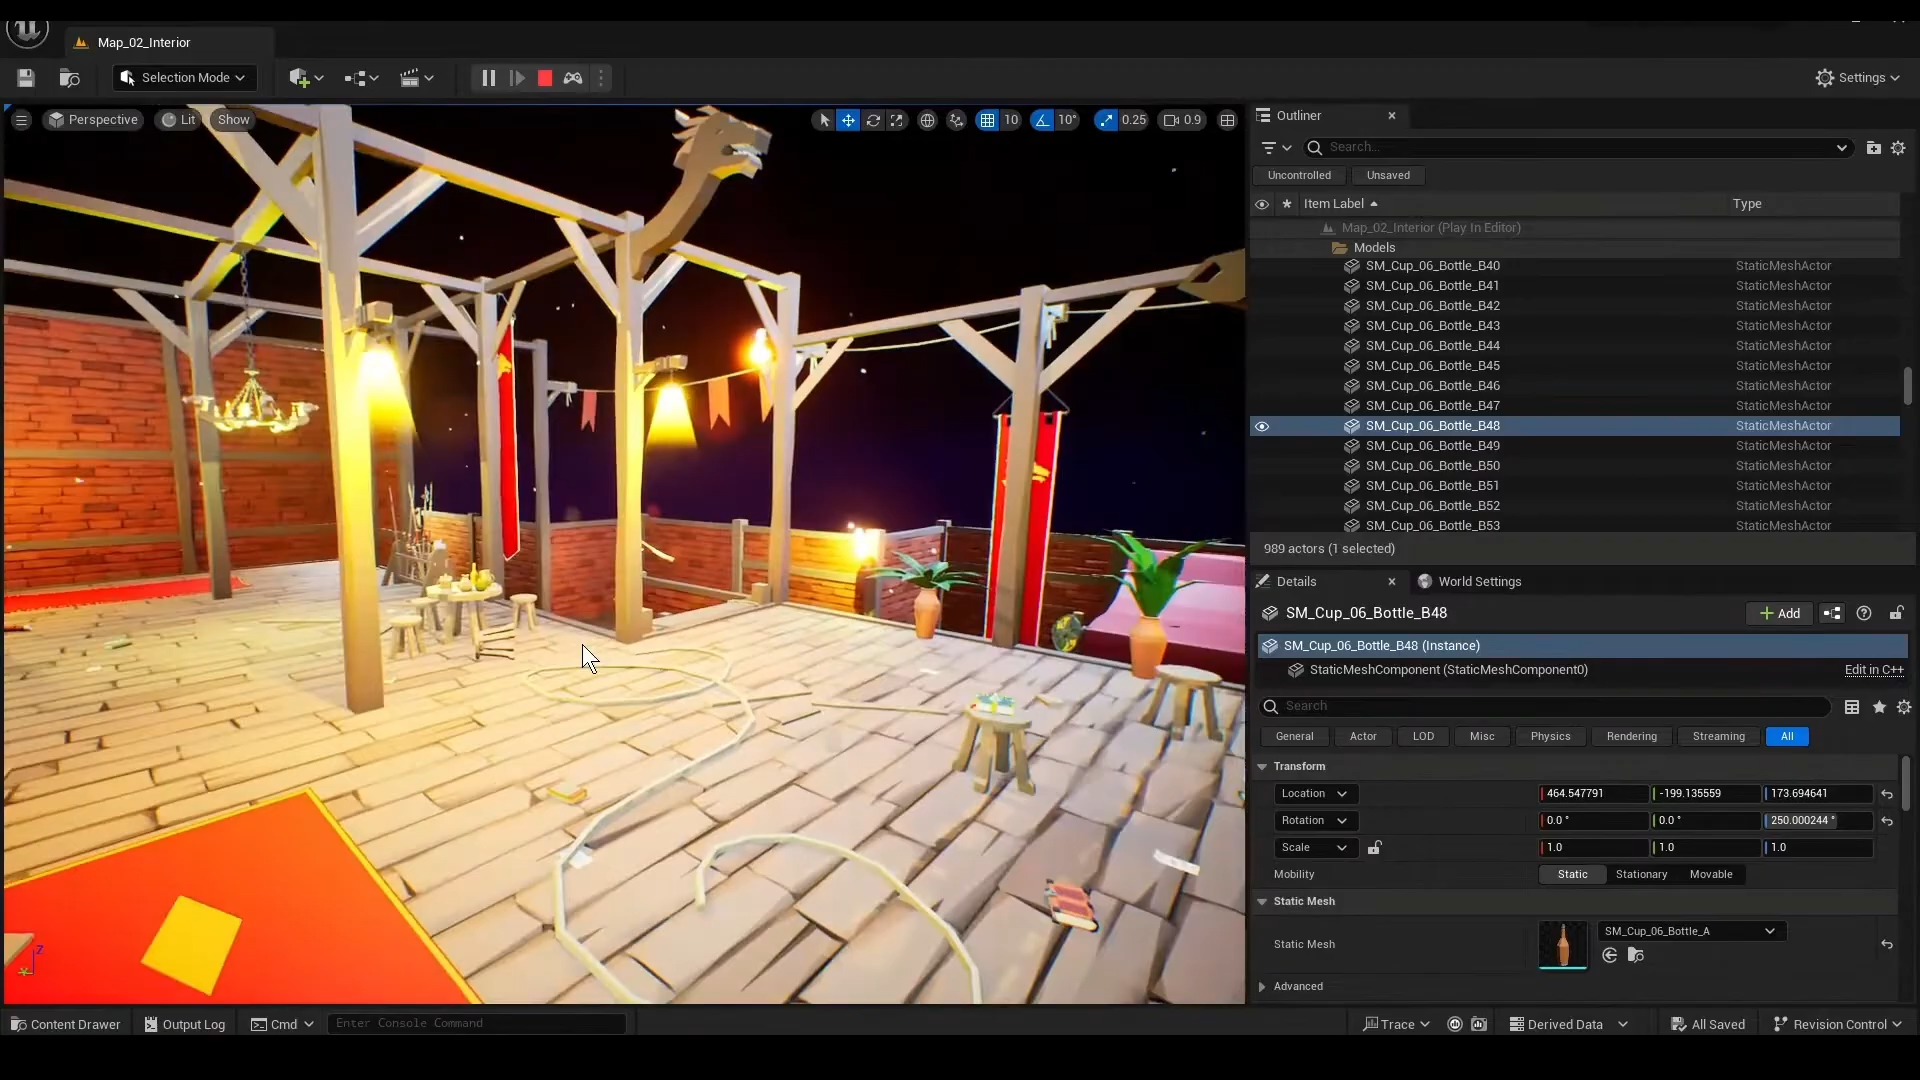 Map_02_Interior
Selection Mode
Settings
Perspective
Lit
Show
10
10°
0.25
0.9
Outliner
Search...
Uncontrolled
Unsaved
Item Label
Type
Map_02_Interior (Play In Editor)
Models
SM_Cup_06_Bottle_B40 StaticMeshActor
SM_Cup_06_Bottle_B41 StaticMeshActor
SM_Cup_06_Bottle_B42 StaticMeshActor
SM_Cup_06_Bottle_B43 StaticMeshActor
SM_Cup_06_Bottle_B44 StaticMeshActor
SM_Cup_06_Bottle_B45 StaticMeshActor
SM_Cup_06_Bottle_B46 StaticMeshActor
SM_Cup_06_Bottle_B47 StaticMeshActor
SM_Cup_06_Bottle_B48 StaticMeshActor
SM_Cup_06_Bottle_B49 StaticMeshActor
SM_Cup_06_Bottle_B50 StaticMeshActor
SM_Cup_06_Bottle_B51 StaticMeshActor
SM_Cup_06_Bottle_B52 StaticMeshActor
SM_Cup_06_Bottle_B53 StaticMeshActor
989 actors (1 selected)
Details
World Settings
SM_Cup_06_Bottle_B48
Add
SM_Cup_06_Bottle_B48 (Instance)
StaticMeshComponent (StaticMeshComponent0)
Edit in C++
Search
General Actor LOD Misc Physics Rendering Streaming All
Transform
Location 464.547791 -199.135559 173.694641
Rotation 0.0 ° 0.0 ° 250.000244 °
Scale 1.0 1.0 1.0
Mobility Static Stationary Movable
Static Mesh
SM_Cup_06_Bottle_A
Static Mesh
Advanced
Z
Content Drawer
Output Log
Cmd
Enter Console Command
Trace
Derived Data
All Saved
Revision Control